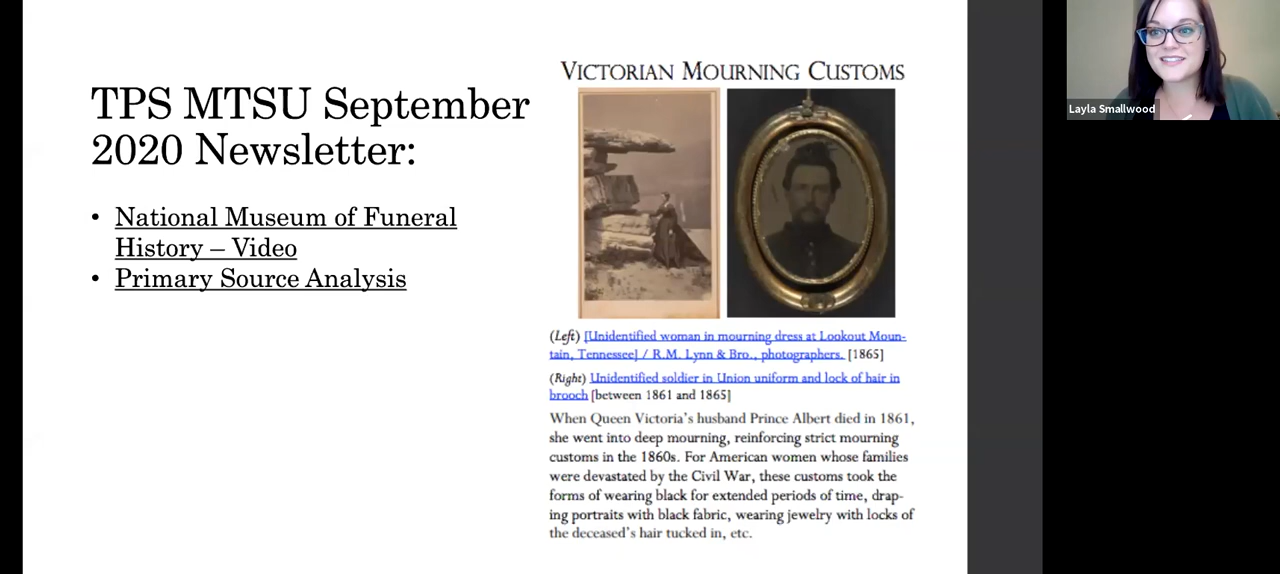 TPS MTSU September
2020 Newsletter:
• National Museum of Funeral
History – Video
• Primary Source Analysis
VICTORIAN MOURNING CUSTOMS
(Left) [Unidentified woman in mourning dress at Lookout Moun-
tain, Tennessee] / R.M. Lynn & Bro., photographers. [1865]
(Right) Unidentified soldier in Union uniform and lock of hair in
brooch [between 1861 and 1865]
When Queen Victoria's husband Prince Albert died in 1861,
she went into deep mourning, reinforcing strict mourning
customs in the 1860s. For American women whose families
were devastated by the Civil War, these customs took the
forms of wearing black for extended periods of time, drap-
ing portraits with black fabric, wearing jewelry with locks of
the deceased's hair tucked in, etc.
Layla Smallwood